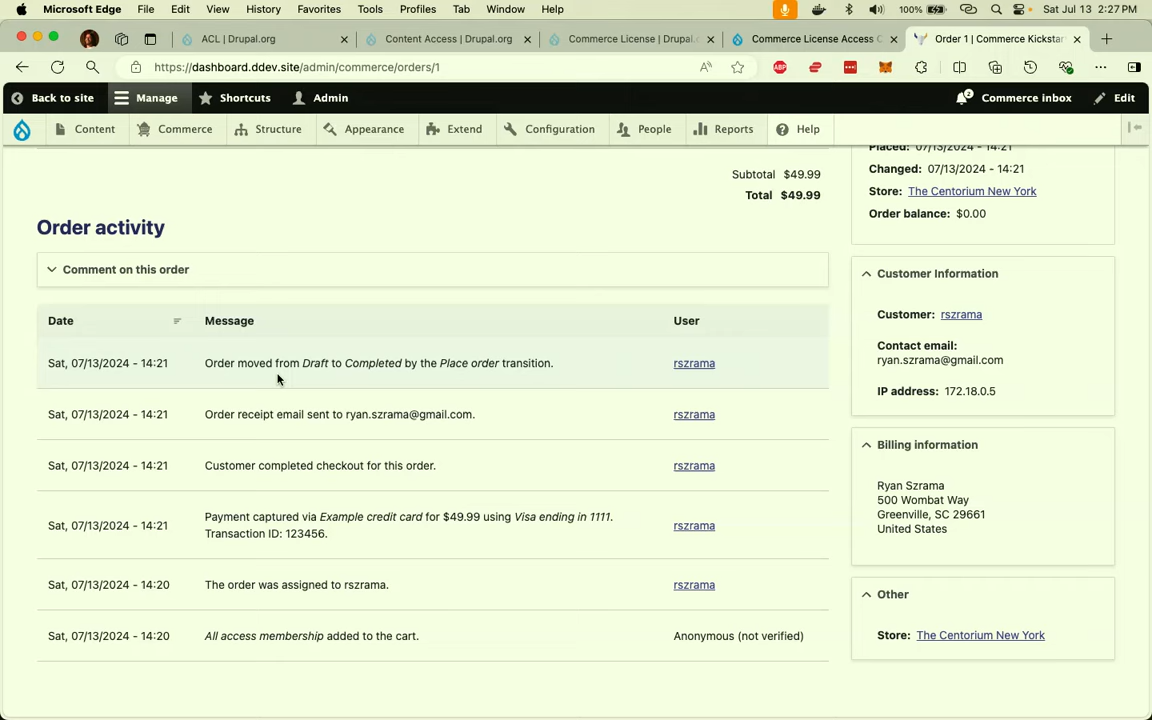 Microsoft Edge File Edit View History Favorites Tools Profiles Tab Window Help 100% Sat Jul 13 2:27 PM
ACL | Drupal.org Content Access | Drupal.org Commerce License | Drupal. Commerce License Access C Order 1 | Commerce Kickstar
https://dashboard.ddev.site/admin/commerce/orders/1
Back to site Manage Shortcuts Admin 2 Commerce inbox Edit
Content Commerce Structure Appearance Extend Configuration People Reports Help
Placed: 07/13/2024 - 14:21
Subtotal $49.99
Changed: 07/13/2024 - 14:21
Total $49.99
Store: The Centorium New York
Order balance: $0.00
Order activity
Comment on this order
Date Message User
Sat, 07/13/2024 - 14:21 Order moved from Draft to Completed by the Place order transition. rszrama
Sat, 07/13/2024 - 14:21 Order receipt email sent to ryan.szrama@gmail.com. rszrama
Sat, 07/13/2024 - 14:21 Customer completed checkout for this order. rszrama
Sat, 07/13/2024 - 14:21 Payment captured via Example credit card for $49.99 using Visa ending in 1111. rszrama
Transaction ID: 123456.
Sat, 07/13/2024 - 14:20 The order was assigned to rszrama. rszrama
Sat, 07/13/2024 - 14:20 All access membership added to the cart. Anonymous (not verified)
Customer Information
Customer: rszrama
Contact email:
ryan.szrama@gmail.com
IP address: 172.18.0.5
Billing information
Ryan Szrama
500 Wombat Way
Greenville, SC 29661
United States
Other
Store: The Centorium New York